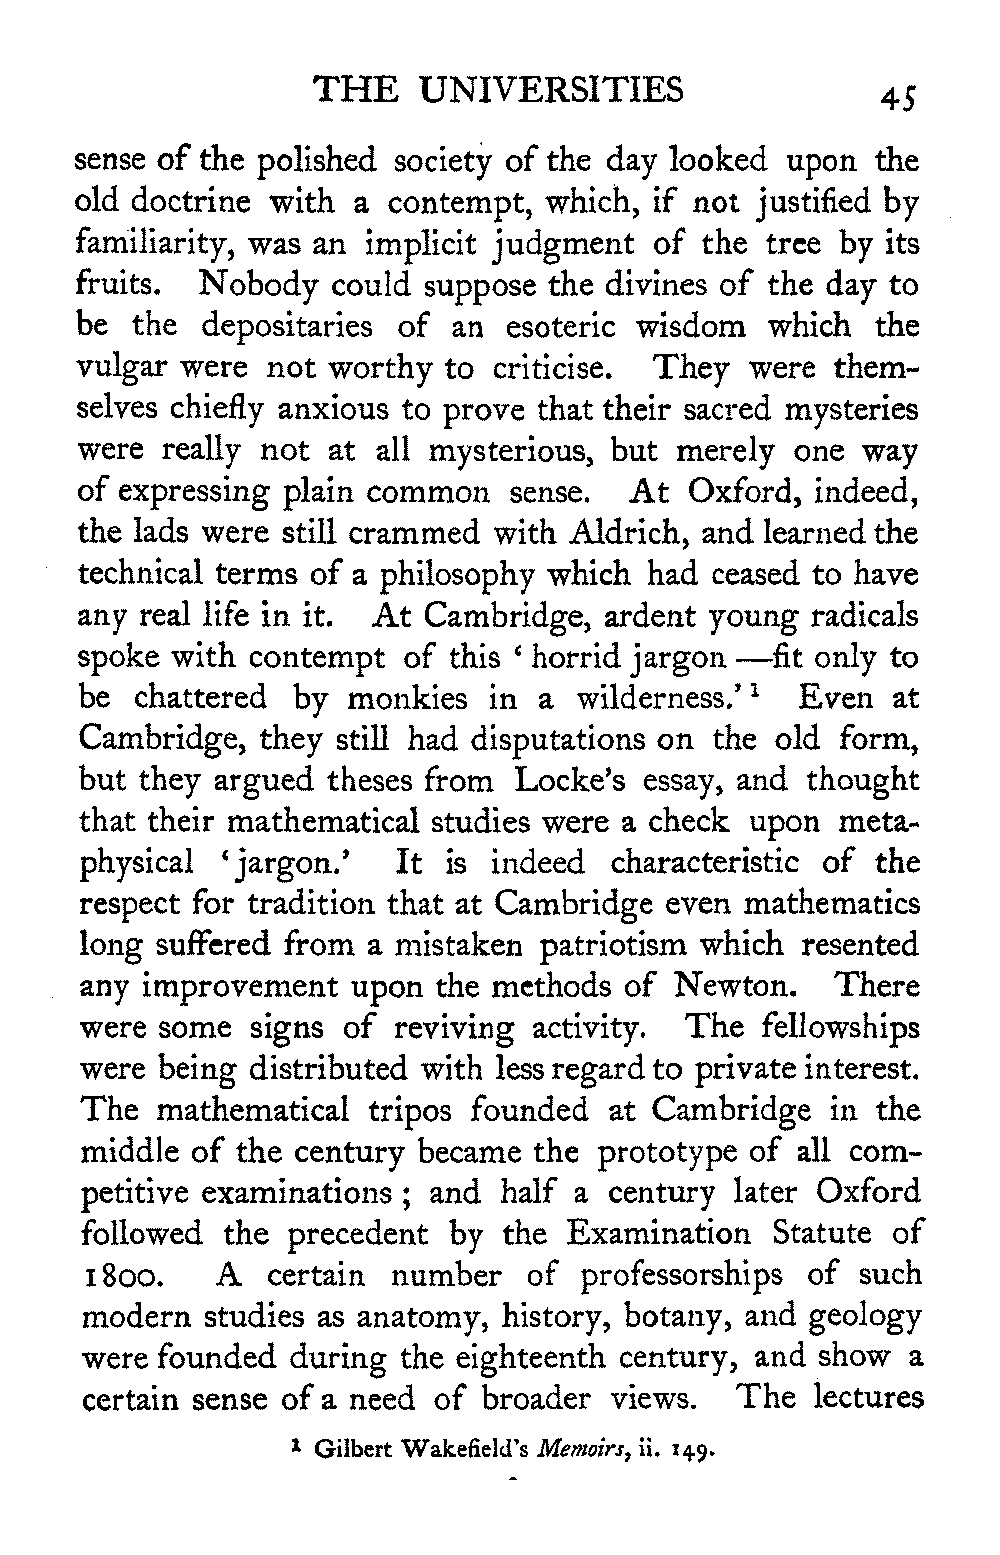 THE UNIVERSITIES 45
sense of the polished society of the day looked upon the
old doctrine with a contempt, which, if not justified by
familiarity, was an implicit judgment of the tree by its
fruits. Nobody could suppose the divines of the day to
be the depositaries of an esoteric wisdom which the
vulgar were not worthy to criticise. They were them-
selves chiefly anxious to prove that their sacred mysteries
were really not at all mysterious, but merely one way
of expressing plain common sense. At Oxford, indeed,
the lads were still crammed with Aldrich, and learned the
technical terms of a philosophy which had ceased to have
any real life in it. At Cambridge, ardent young radicals
spoke with contempt of this ‘ horrid jargon —fit only to
be chattered by monkies in a wilderness.’ ¹ Even at
Cambridge, they still had disputations on the old form,
but they argued theses from Locke’s essay, and thought
that their mathematical studies were a check upon meta-
physical ‘ jargon.’ It is indeed characteristic of the
respect for tradition that at Cambridge even mathematics
long suffered from a mistaken patriotism which resented
any improvement upon the methods of Newton. There
were some signs of reviving activity. The fellowships
were being distributed with less regard to private interest.
The mathematical tripos founded at Cambridge in the
middle of the century became the prototype of all com-
petitive examinations ; and half a century later Oxford
followed the precedent by the Examination Statute of
1800. A certain number of professorships of such
modern studies as anatomy, history, botany, and geology
were founded during the eighteenth century, and show a
certain sense of a need of broader views. The lectures
¹ Gilbert Wakefield’s Memoirs, ii. 149.